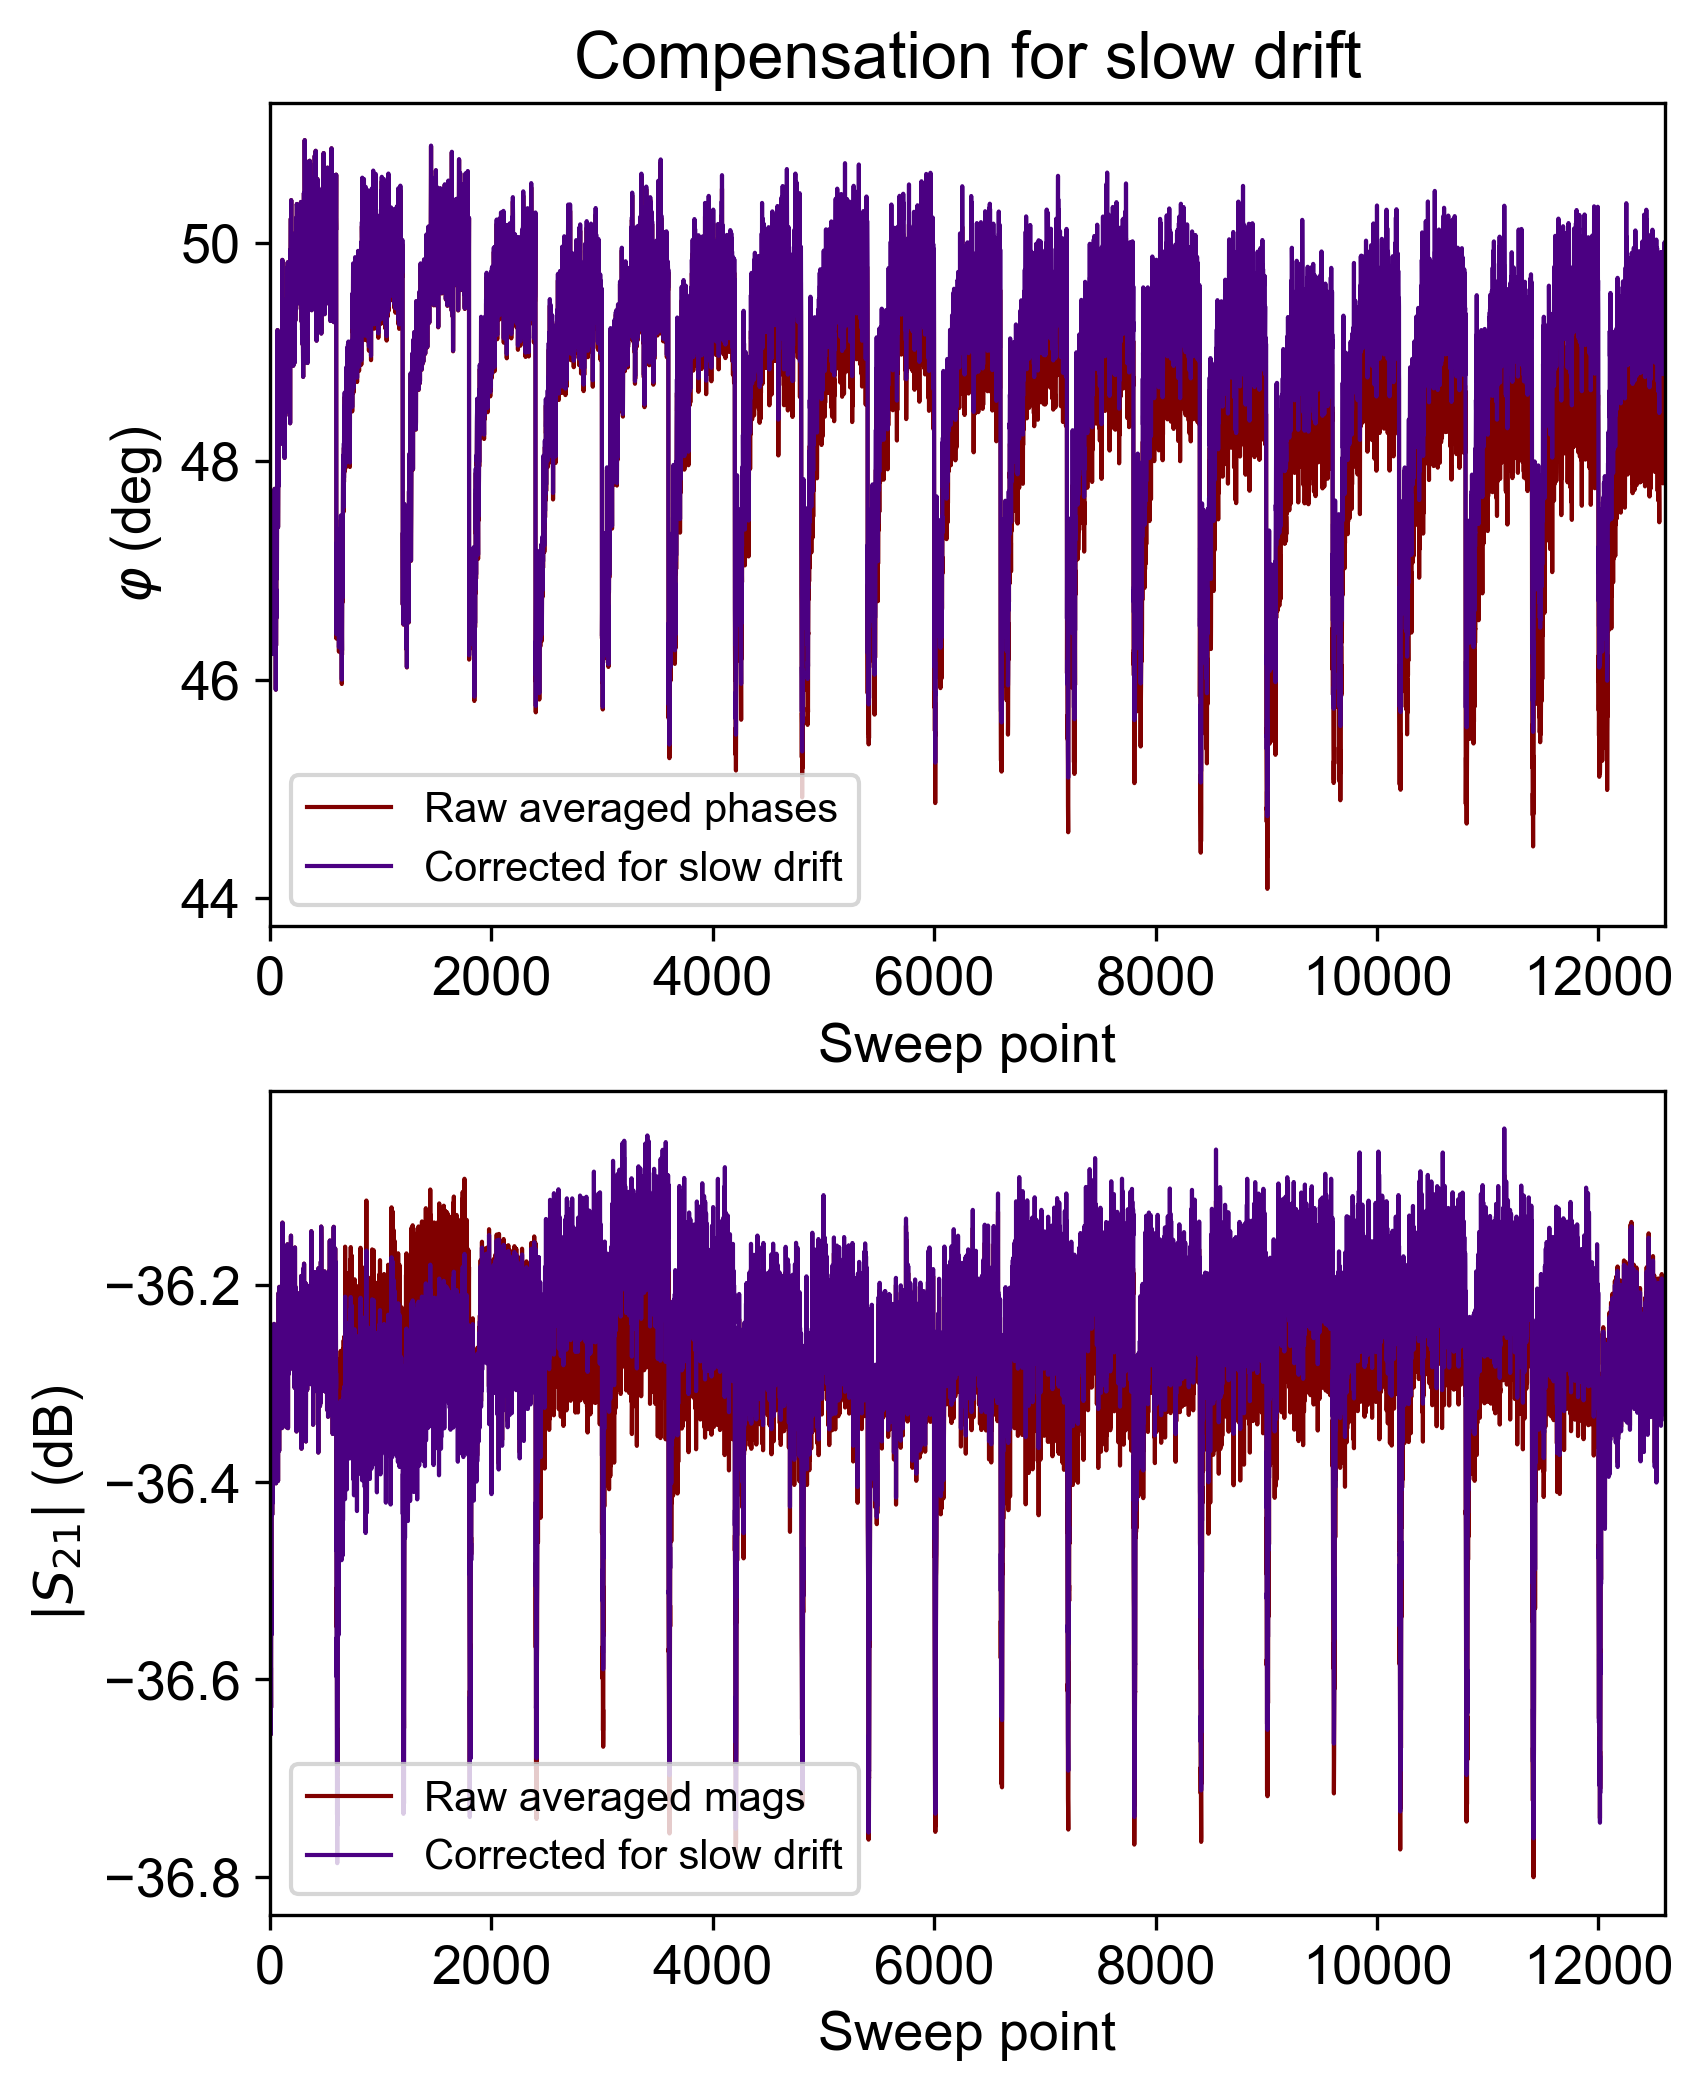 Compensation for slow drift
50
48
46
44
φ (deg)
Raw averaged phases
Corrected for slow drift
0 2000 4000 6000 8000 10000 12000
Sweep point
−36.2
−36.4
−36.6
−36.8
|S₂₁| (dB)
Raw averaged mags
Corrected for slow drift
0 2000 4000 6000 8000 10000 12000
Sweep point